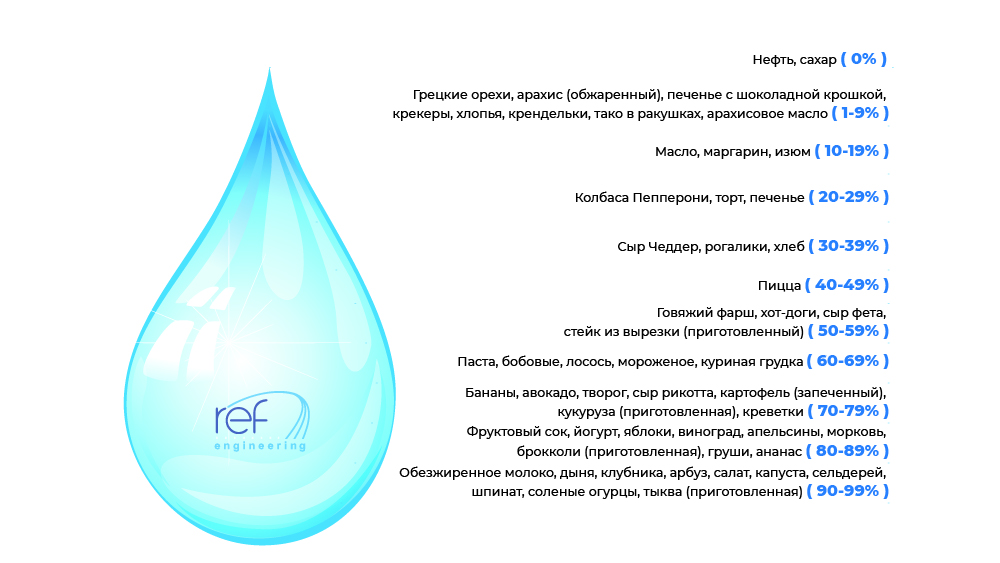 Нефть, сахар ( 0% )
Грецкие орехи, арахис (обжаренный), печенье с шоколадной крошкой,
крекеры, хлопья, крендельки, тако в ракушках, арахисовое масло ( 1-9% )
Масло, маргарин, изюм ( 10-19% )
Колбаса Пепперони, торт, печенье ( 20-29% )
Сыр Чеддер, рогалики, хлеб ( 30-39% )
Пицца ( 40-49% )
Говяжий фарш, хот-доги, сыр фета,
стейк из вырезки (приготовленный) ( 50-59% )
Паста, бобовые, лосось, мороженое, куриная грудка ( 60-69% )
Бананы, авокадо, творог, сыр рикотта, картофель (запеченный),
кукуруза (приготовленная), креветки ( 70-79% )
Фруктовый сок, йогурт, яблоки, виноград, апельсины, морковь,
брокколи (приготовленная), груши, ананас ( 80-89% )
Обезжиренное молоко, дыня, клубника, арбуз, салат, капуста, сельдерей,
шпинат, соленые огурцы, тыква (приготовленная) ( 90-99% )
ref
engineering